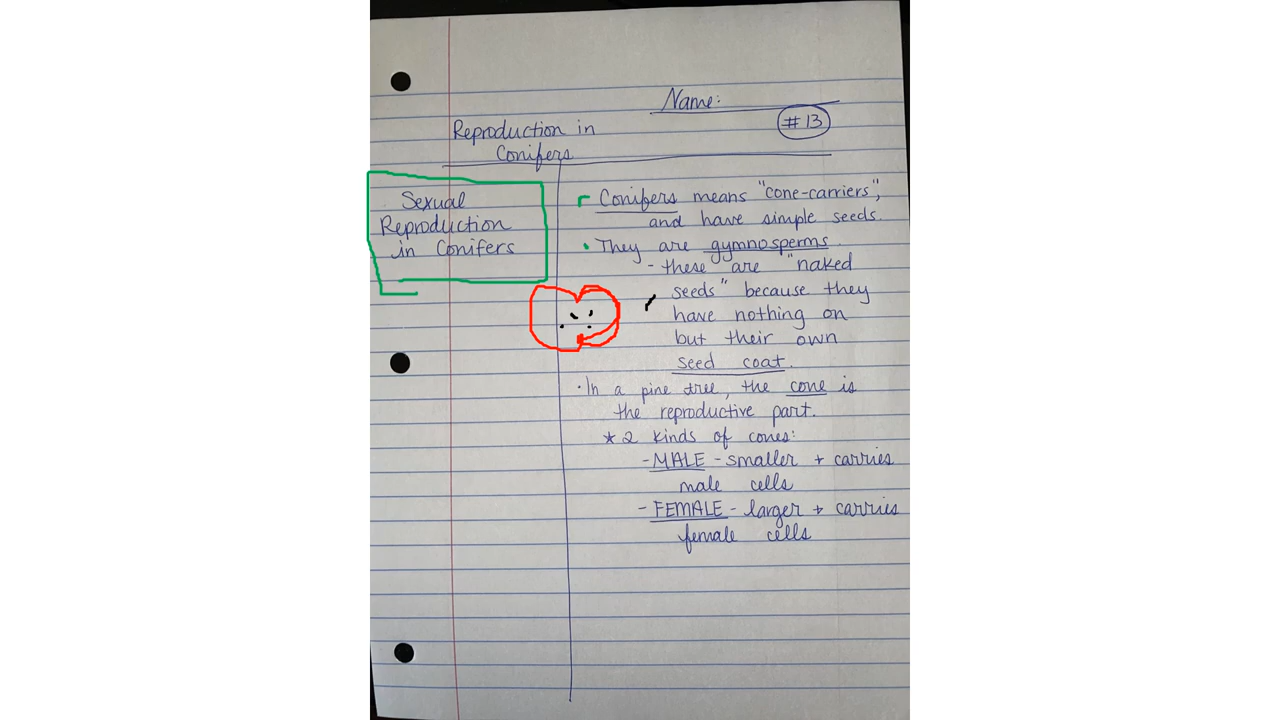 Name:
#13
Reproduction in
Conifers
Sexual
Reproduction
in Conifers
Conifers means "cone-carriers",
and have simple seeds.
• They are gymnosperms.
- these are "naked
seeds" because they
have nothing on
but their own
seed coat.
• In a pine tree, the cone is
the reproductive part.
* 2 kinds of cones:
- MALE - smaller + carries
male cells
- FEMALE - larger + carries
female cells